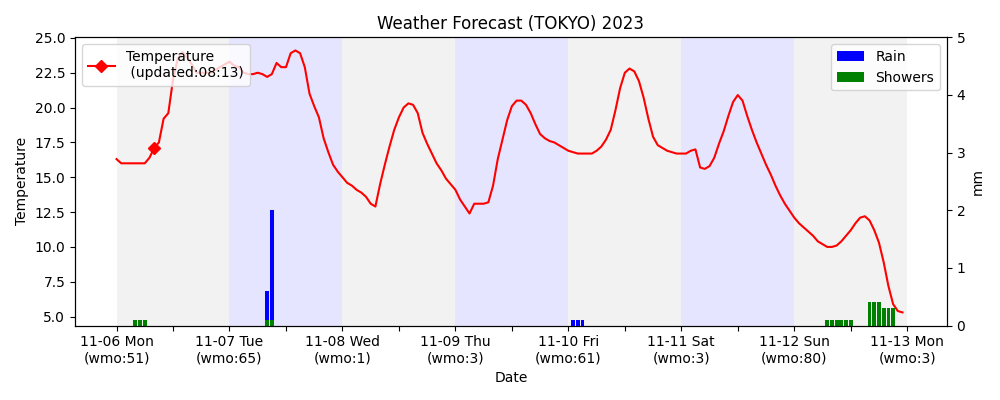 Weather Forecast (TOKYO) 2023
Temperature
(updated:08:13)
Rain
Showers
25.0
22.5
20.0
17.5
15.0
12.5
10.0
7.5
5.0
Temperature
5
4
3
2
1
0
mm
11-06 Mon
(wmo:51)
11-07 Tue
(wmo:65)
11-08 Wed
(wmo:1)
11-09 Thu
(wmo:3)
11-10 Fri
(wmo:61)
11-11 Sat
(wmo:3)
11-12 Sun
(wmo:80)
11-13 Mon
(wmo:3)
Date